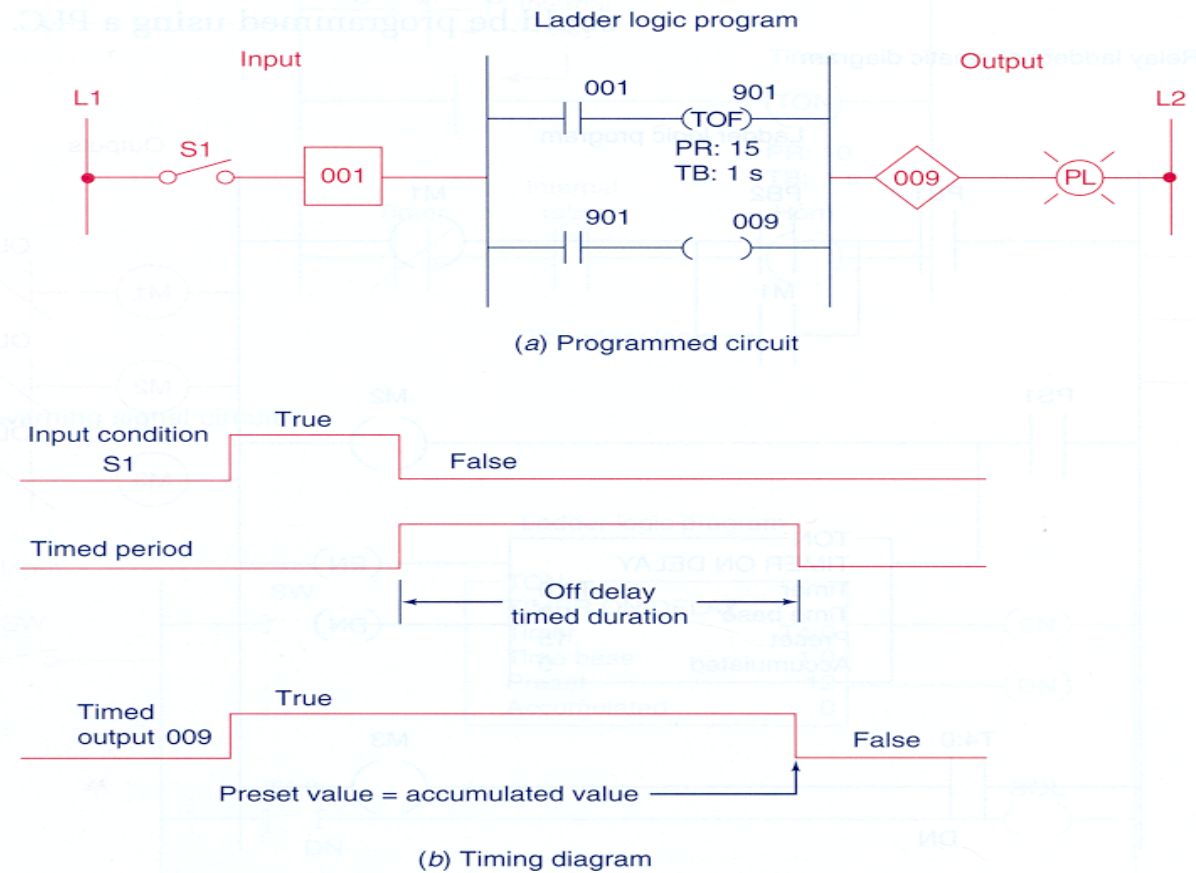 Ladder logic program
Input
Output
L1
L2
S1
001
001
901
TOF
PR: 15
TB: 1 s
901
009
009
PL
(a) Programmed circuit
Input condition
S1
True
False
Timed period
Off delay
timed duration
Timed
output 009
True
False
Preset value = accumulated value
(b) Timing diagram